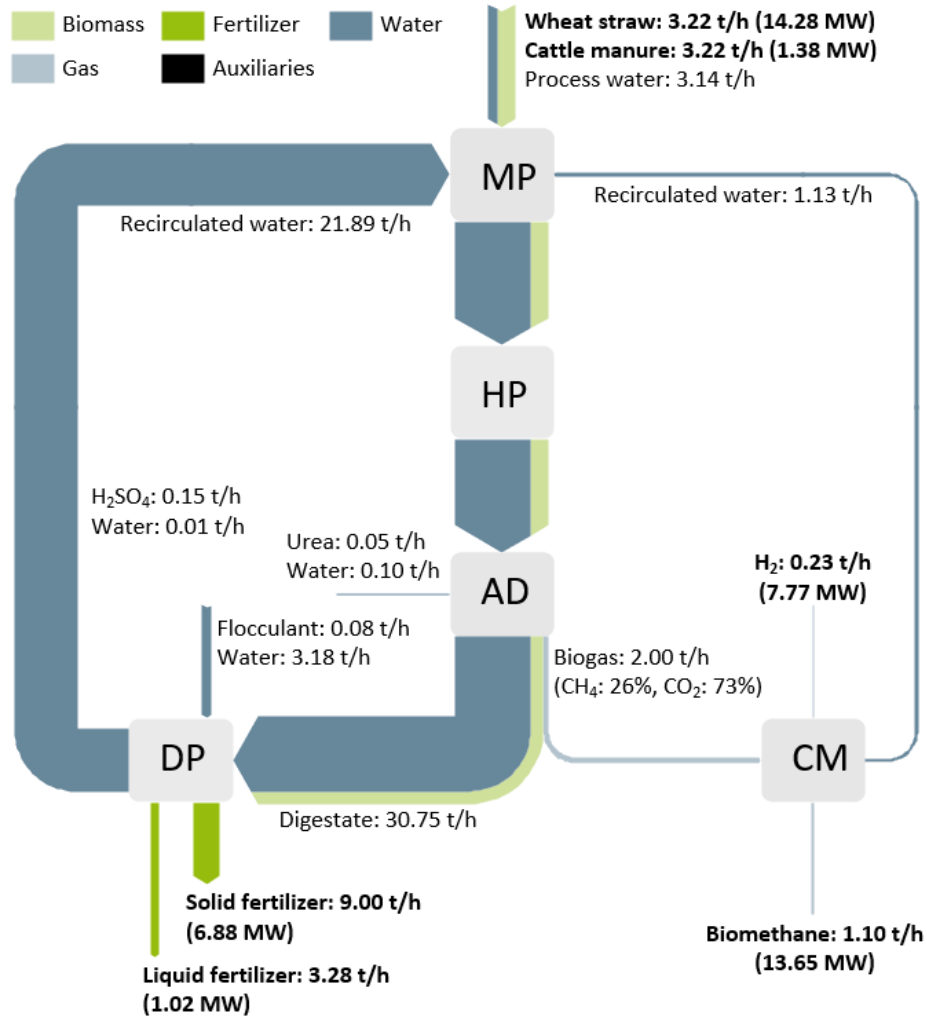 Biomass
Fertilizer
Water
Gas
Auxiliaries
Wheat straw: 3.22 t/h (14.28 MW)
Cattle manure: 3.22 t/h (1.38 MW)
Process water: 3.14 t/h
MP
Recirculated water: 21.89 t/h
Recirculated water: 1.13 t/h
HP
H₂SO₄: 0.15 t/h
Water: 0.01 t/h
Urea: 0.05 t/h
Water: 0.10 t/h
AD
H₂: 0.23 t/h
(7.77 MW)
Flocculant: 0.08 t/h
Water: 3.18 t/h
Biogas: 2.00 t/h
(CH₄: 26%, CO₂: 73%)
DP
CM
Digestate: 30.75 t/h
Solid fertilizer: 9.00 t/h
(6.88 MW)
Liquid fertilizer: 3.28 t/h
(1.02 MW)
Biomethane: 1.10 t/h
(13.65 MW)